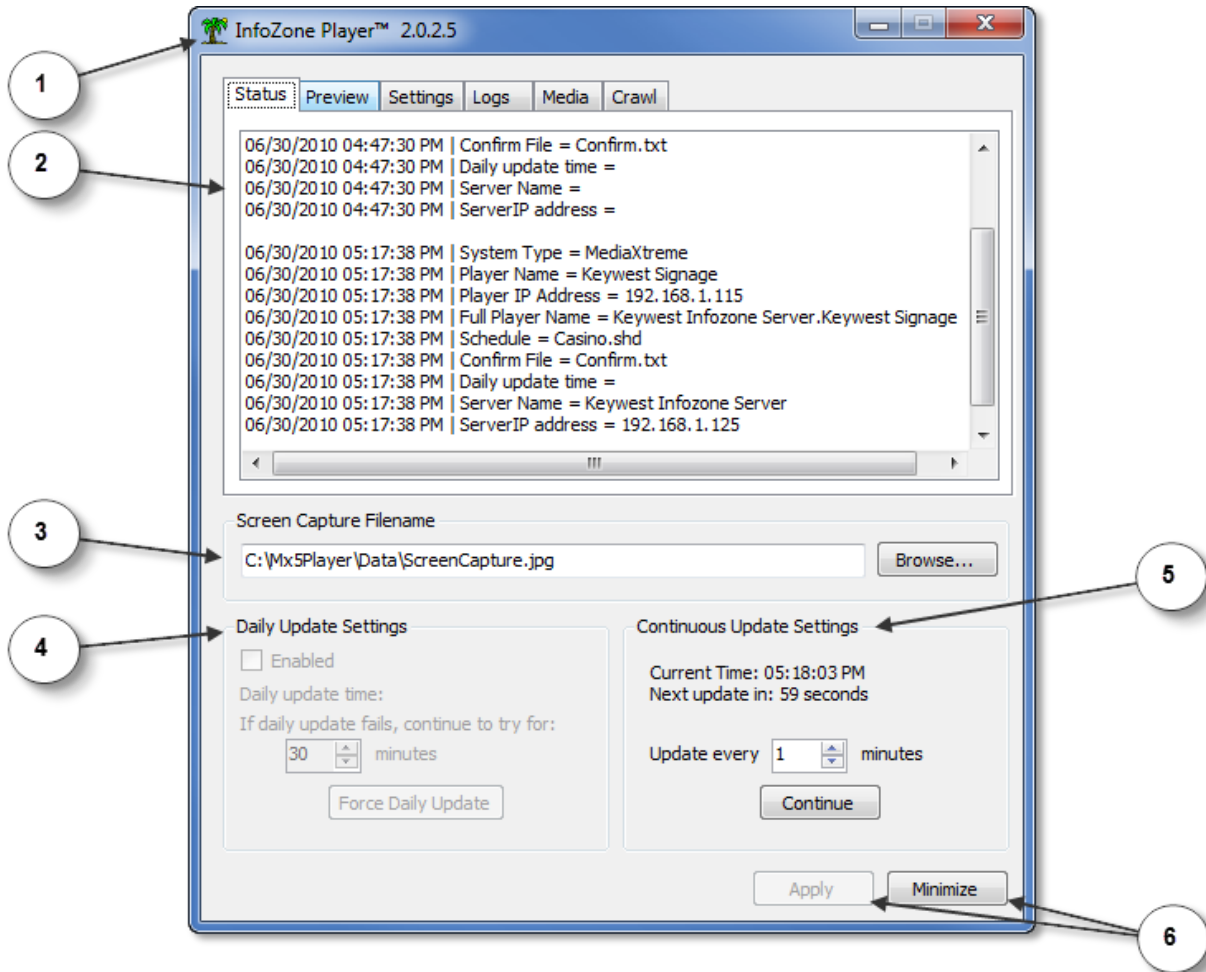 InfoZone Player™ 2.0.2.5
1
Status Preview Settings Logs Media Crawl
2
06/30/2010 04:47:30 PM | Confirm File = Confirm.txt
06/30/2010 04:47:30 PM | Daily update time =
06/30/2010 04:47:30 PM | Server Name =
06/30/2010 04:47:30 PM | ServerIP address =
06/30/2010 05:17:38 PM | System Type = MediaXtreme
06/30/2010 05:17:38 PM | Player Name = Keywest Signage
06/30/2010 05:17:38 PM | Player IP Address = 192.168.1.115
06/30/2010 05:17:38 PM | Full Player Name = Keywest Infozone Server.Keywest Signage
06/30/2010 05:17:38 PM | Schedule = Casino.shd
06/30/2010 05:17:38 PM | Confirm File = Confirm.txt
06/30/2010 05:17:38 PM | Daily update time =
06/30/2010 05:17:38 PM | Server Name = Keywest Infozone Server
06/30/2010 05:17:38 PM | ServerIP address = 192.168.1.125
3
Screen Capture Filename
C:\Mx5Player\Data\ScreenCapture.jpg
Browse...
4
Daily Update Settings
Enabled
Daily update time:
If daily update fails, continue to try for:
30 minutes
Force Daily Update
5
Continuous Update Settings
Current Time: 05:18:03 PM
Next update in: 59 seconds
Update every 1 minutes
Continue
Apply
Minimize
6